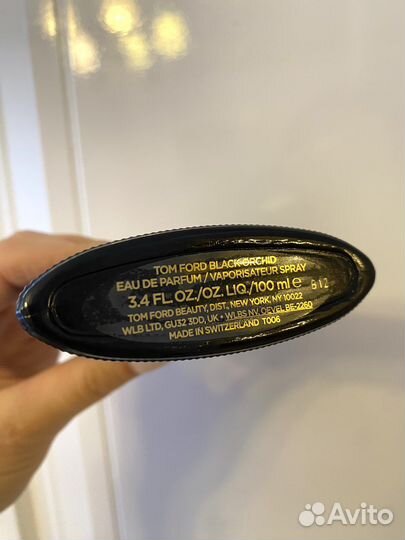 TOM FORD BLACK ORCHID
EAU DE PARFUM / VAPORISATEUR SPRAY
3.4 FL. OZ./OZ. LIQ./100 ml e B12
TOM FORD BEAUTY, DIST., NEW YORK, NY 10022
WLB LTD, GU32 3DD, UK • WLBS NV, OEVEL BE-2260
MADE IN SWITZERLAND T006
Avito